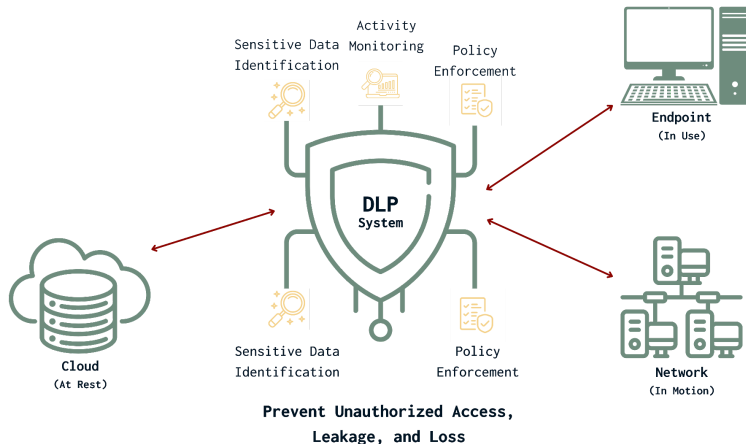 Activity
Monitoring
Sensitive Data
Identification
Policy
Enforcement
Endpoint
(In Use)
DLP
System
Cloud
(At Rest)
Sensitive Data
Identification
Policy
Enforcement
Network
(In Motion)
Prevent Unauthorized Access,
Leakage, and Loss